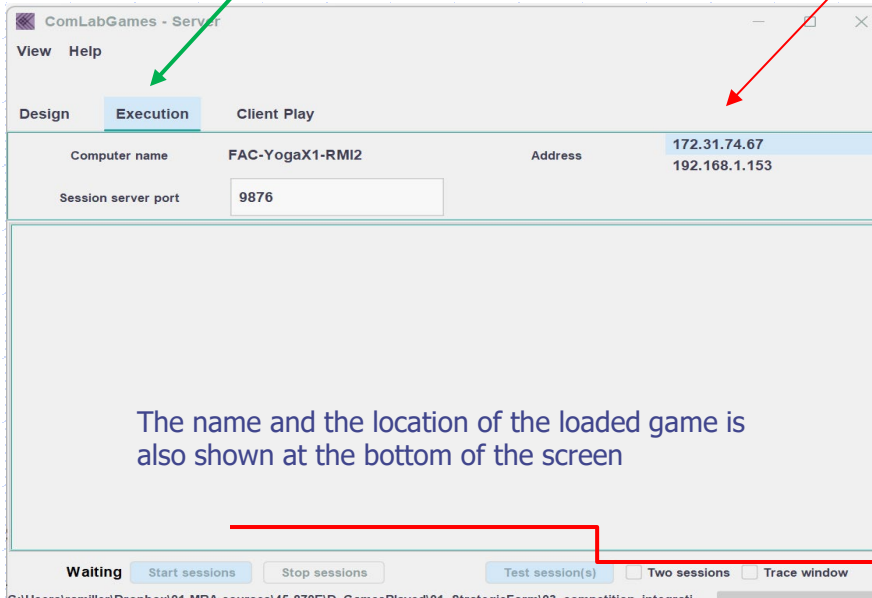 ComLabGames - Server
View Help
Design Execution Client Play
Computer name FAC-YogaX1-RMI2 Address 172.31.74.67
192.168.1.153
Session server port 9876
The name and the location of the loaded game is
also shown at the bottom of the screen
Waiting Start sessions Stop sessions Test session(s) Two sessions Trace window